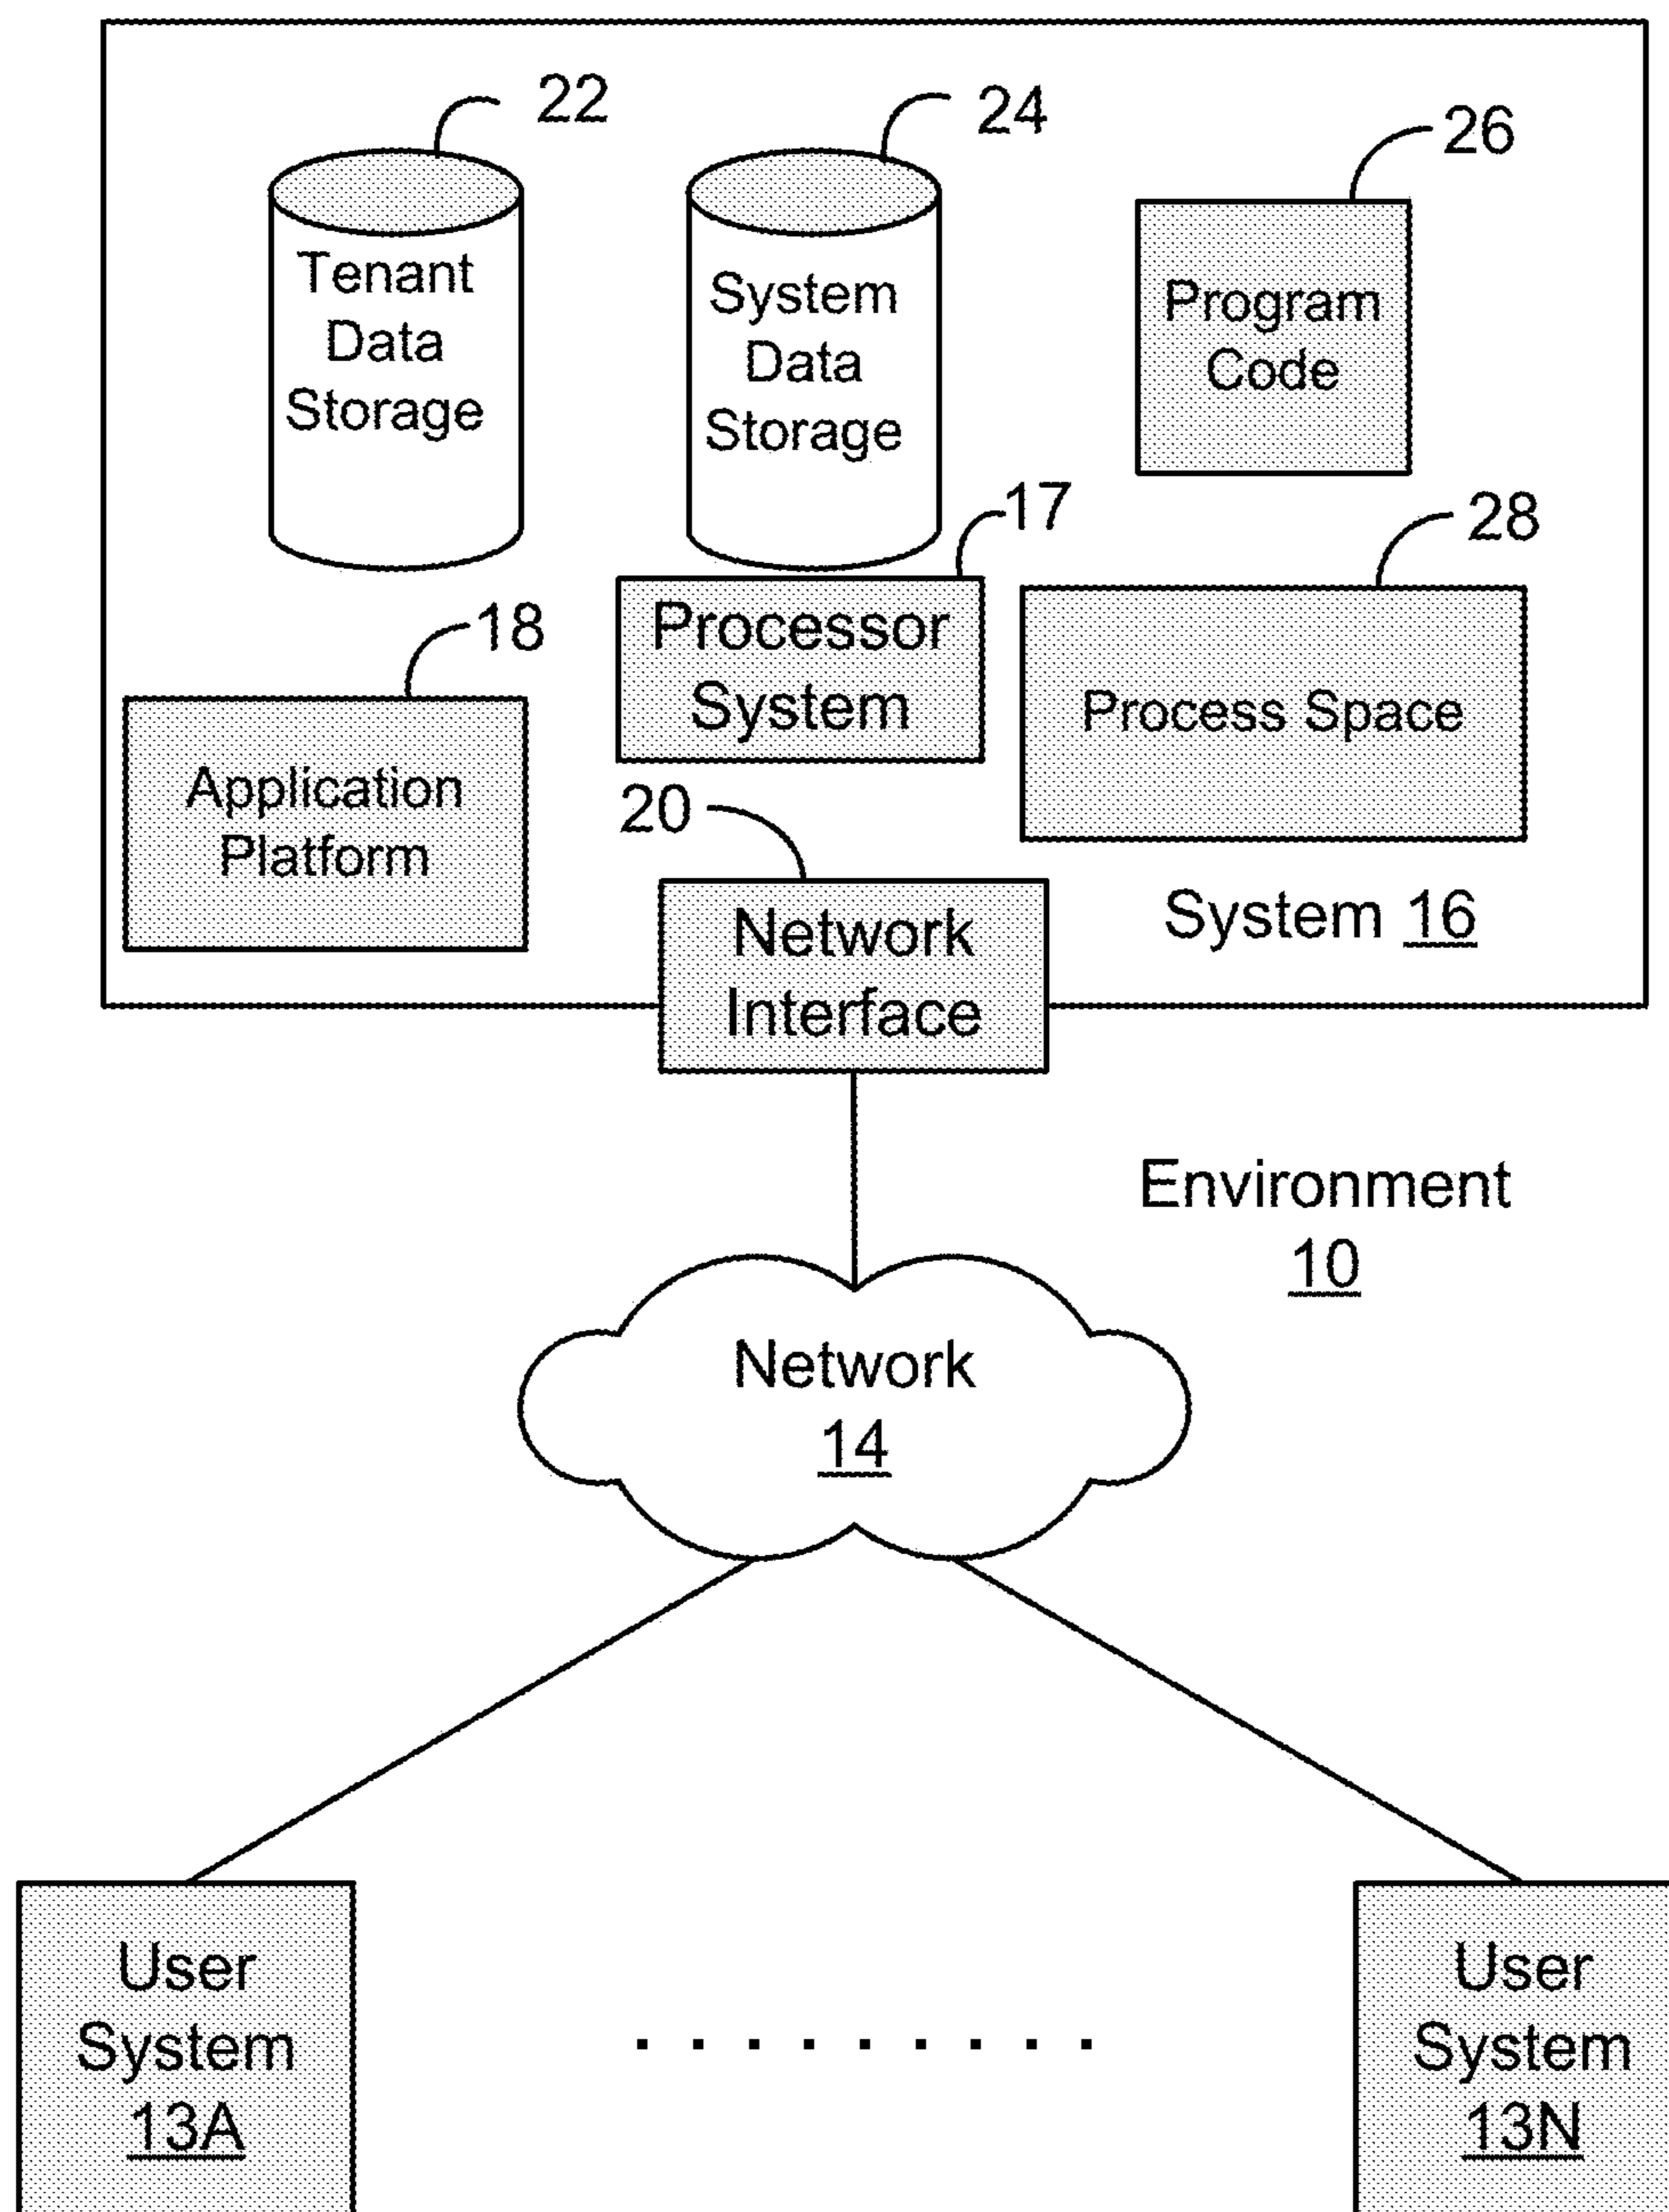 22
24
26
Tenant
Data
Storage
System
Data
Storage
Program
Code
17
28
18
Processor
System
Process Space
Application
Platform
20
Network
Interface
System 16
Environment
10
Network
14
User
System
13A
. . . . . . . . .
User
System
13N